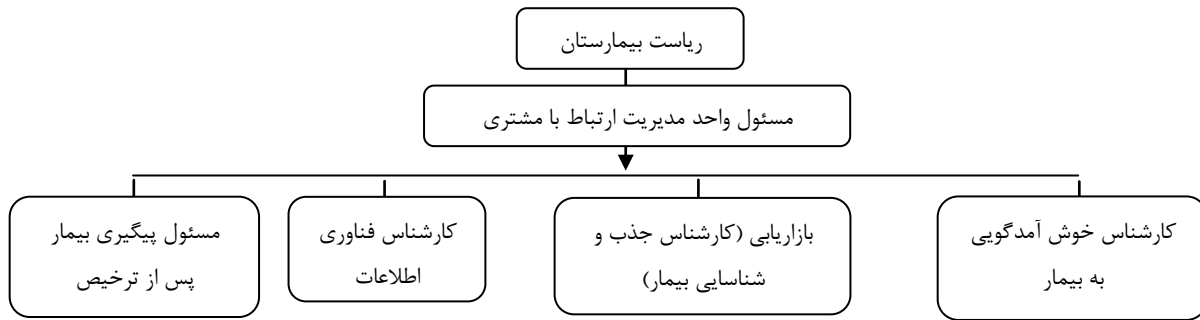 ریاست بیمارستان
مسئول واحد مدیریت ارتباط با مشتری
کارشناس خوش آمدگویی
به بیمار
بازاریابی (کارشناس جذب و
شناسایی بیمار)
کارشناس فناوری
اطلاعات
مسئول پیگیری بیمار
پس از ترخیص